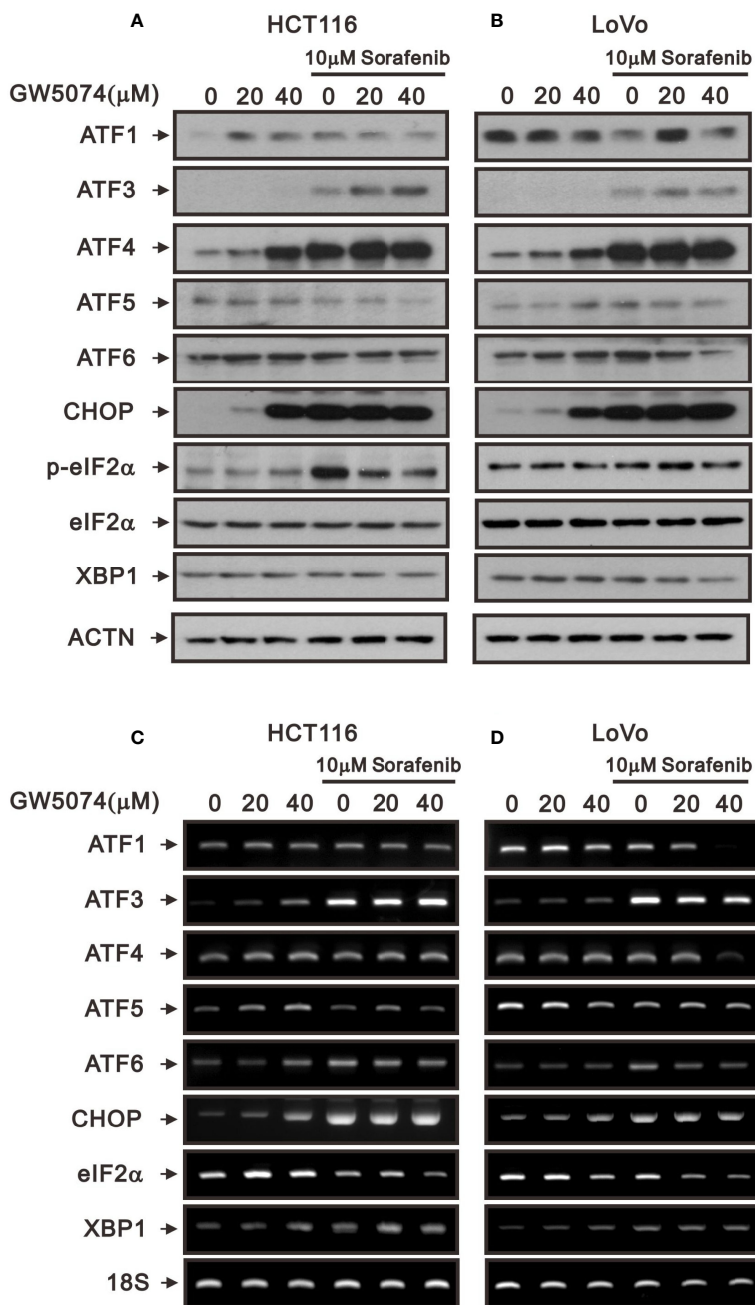 A HCT116 B LoVo
10μM Sorafenib 10μM Sorafenib
GW5074(μM) 0 20 40 0 20 40 0 20 40 0 20 40
ATF1
ATF3
ATF4
ATF5
ATF6
CHOP
p-eIF2α
eIF2α
XBP1
ACTN
C HCT116 D LoVo
10μM Sorafenib 10μM Sorafenib
GW5074(μM) 0 20 40 0 20 40 0 20 40 0 20 40
ATF1
ATF3
ATF4
ATF5
ATF6
CHOP
eIF2α
XBP1
18S